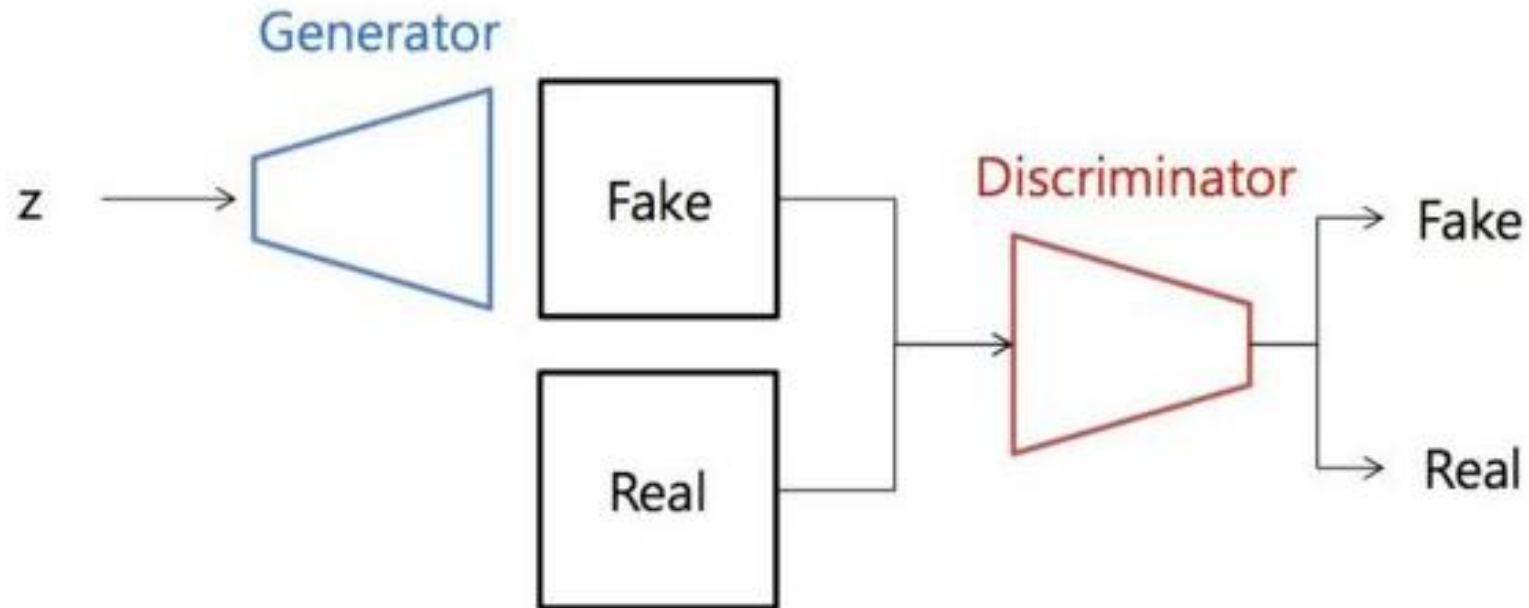 Generator
z
Fake
Discriminator
Fake
Real
Real